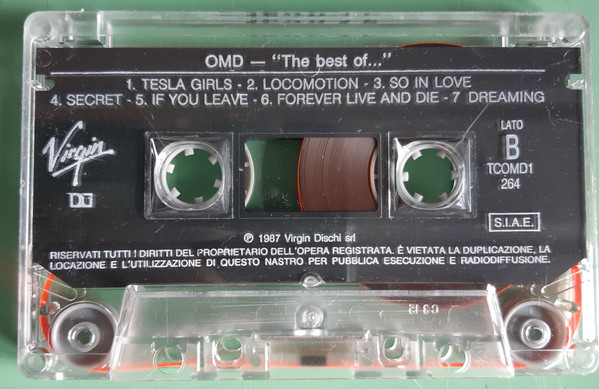 OMD — "The best of..."
1. TESLA GIRLS - 2. LOCOMOTION - 3. SO IN LOVE
4. SECRET - 5. IF YOU LEAVE - 6. FOREVER LIVE AND DIE - 7 DREAMING
Virgin
LATO
B
TCOMD1
264
S.I.A.E.
℗ 1987 Virgin Dischi srl
RISERVATI TUTTI I DIRITTI DEL PROPRIETARIO DELL'OPERA REGISTRATA. È VIETATA LA DUPLICAZIONE, LA
LOCAZIONE E L'UTILIZZAZIONE DI QUESTO NASTRO PER PUBBLICA ESECUZIONE E RADIODIFFUSIONE.